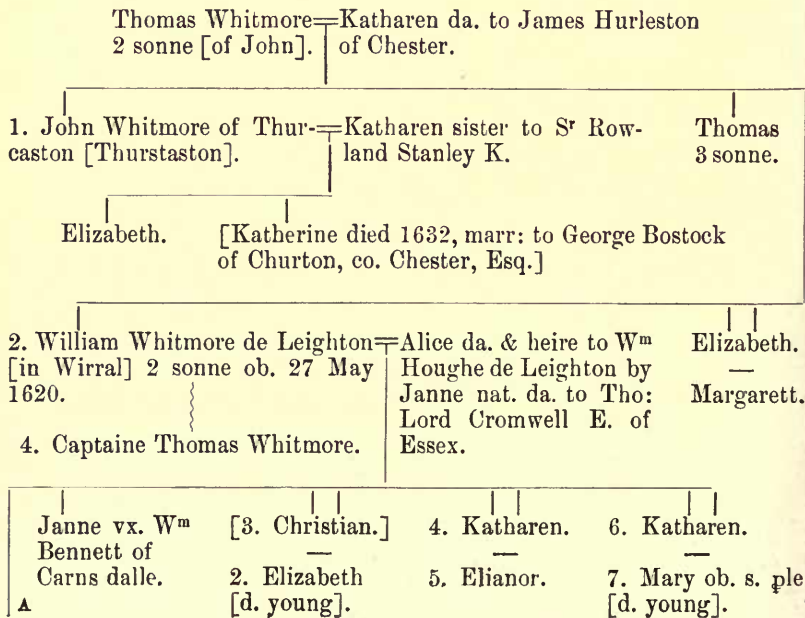 Thomas Whitmore Katharen da. to James Hurleston
2 sonne [of John]. of Chester.
1. John Whitmore of Thur- Katharen sister to Sʳ Row- Thomas
caston [Thurstaston]. land Stanley K. 3 sonne.
Elizabeth. [Katherine died 1632, marr: to George Bostock
of Churton, co. Chester, Esq.]
2. William Whitmore de Leighton Alice da. & heire to Wᵐ Elizabeth.
[in Wirral] 2 sonne ob. 27 May Houghe de Leighton by —
1620. Janne nat. da. to Tho: Margarett.
Lord Cromwell E. of
4. Captaine Thomas Whitmore. Essex.
Janne vx. Wᵐ [3. Christian.] 4. Katharen. 6. Katharen.
Bennett of — — —
Carns dalle. 2. Elizabeth 5. Elianor. 7. Mary ob. s. ꝓle
A [d. young]. [d. young].